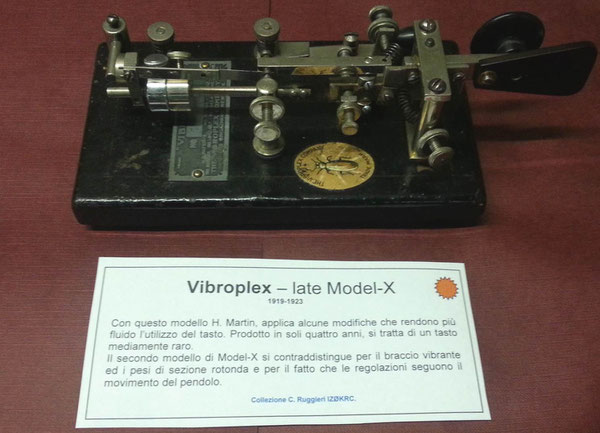 Vibroplex – late Model-X
1919-1923
Con questo modello H. Martin, applica alcune modifiche che rendono più
fluido l'utilizzo del tasto. Prodotto in soli quattro anni, si tratta di un tasto
mediamente raro.
Il secondo modello di Model-X si contraddistingue per il braccio vibrante
ed i pesi di sezione rotonda e per il fatto che le regolazioni seguono il
movimento del pendolo.
Collezione C. Ruggieri IZØKRC.